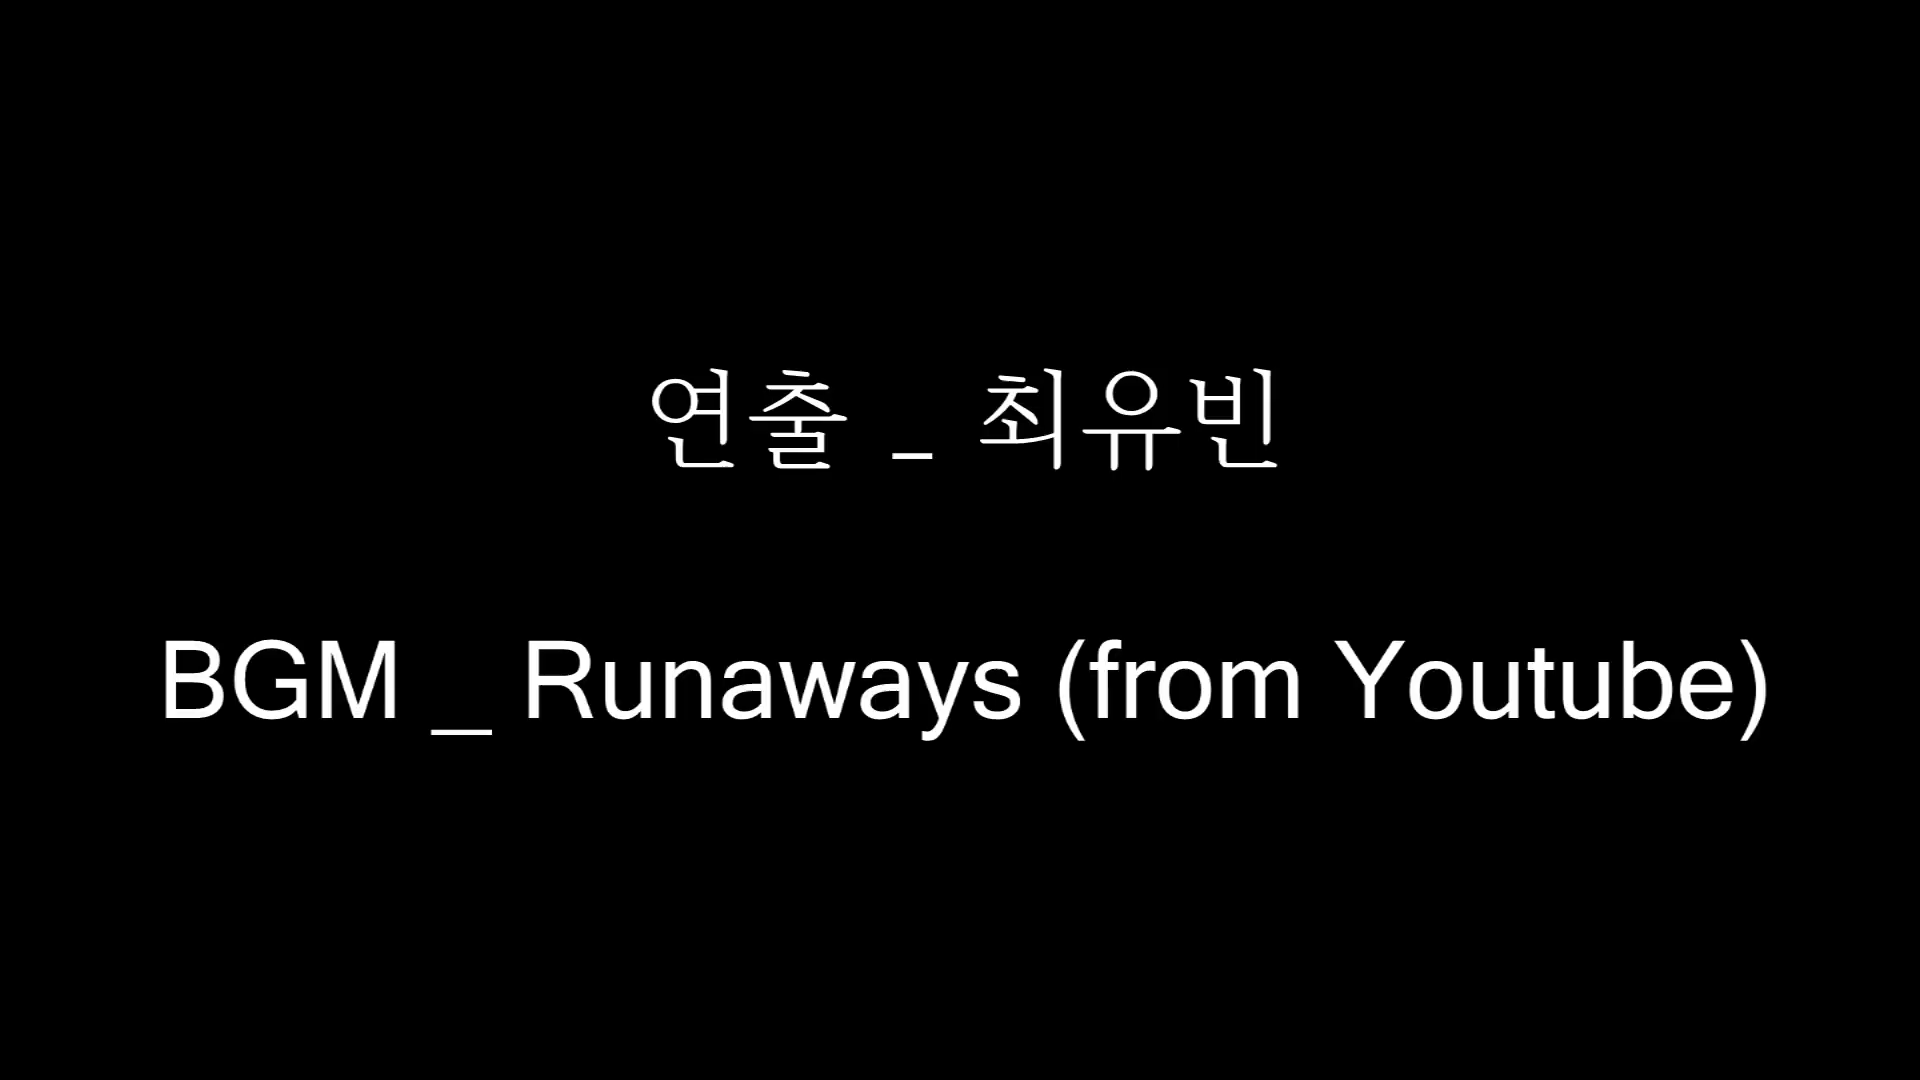 연출 _ 최유빈
BGM _ Runaways (from Youtube)